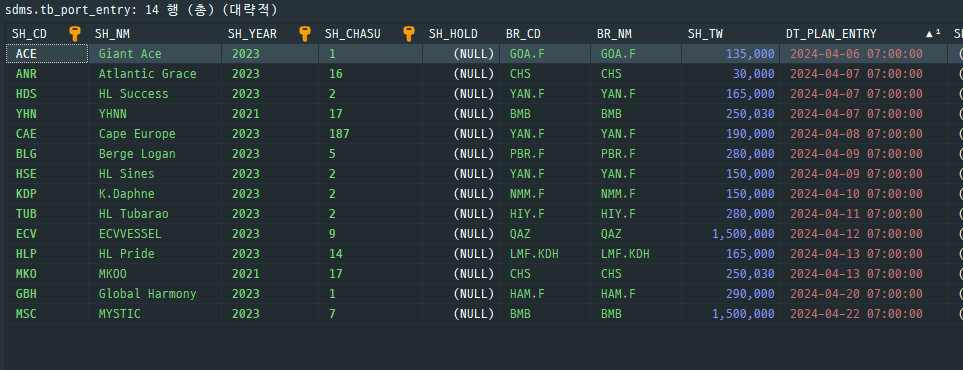 sdms.tb_port_entry: 14 행 (총) (대략적)
SH_CD SH_NM SH_YEAR SH_CHASU SH_HOLD BR_CD BR_NM SH_TW DT_PLAN_ENTRY ▲¹
ACE Giant Ace 2023 1 (NULL) GOA.F GOA.F 135,000 2024-04-06 07:00:00
ANR Atlantic Grace 2023 16 (NULL) CHS CHS 30,000 2024-04-07 07:00:00
HDS HL Success 2023 2 (NULL) YAN.F YAN.F 165,000 2024-04-07 07:00:00
YHN YHNN 2021 17 (NULL) BMB BMB 250,030 2024-04-07 07:00:00
CAE Cape Europe 2023 187 (NULL) YAN.F YAN.F 190,000 2024-04-08 07:00:00
BLG Berge Logan 2023 5 (NULL) PBR.F PBR.F 280,000 2024-04-09 07:00:00
HSE HL Sines 2023 2 (NULL) YAN.F YAN.F 150,000 2024-04-09 07:00:00
KDP K.Daphne 2023 2 (NULL) NMM.F NMM.F 150,000 2024-04-10 07:00:00
TUB HL Tubarao 2023 2 (NULL) HIY.F HIY.F 280,000 2024-04-11 07:00:00
ECV ECVVESSEL 2023 9 (NULL) QAZ QAZ 1,500,000 2024-04-12 07:00:00
HLP HL Pride 2023 14 (NULL) LMF.KDH LMF.KDH 165,000 2024-04-13 07:00:00
MKO MKOO 2021 17 (NULL) CHS CHS 250,030 2024-04-13 07:00:00
GBH Global Harmony 2023 1 (NULL) HAM.F HAM.F 290,000 2024-04-20 07:00:00
MSC MYSTIC 2023 7 (NULL) BMB BMB 1,500,000 2024-04-22 07:00:00